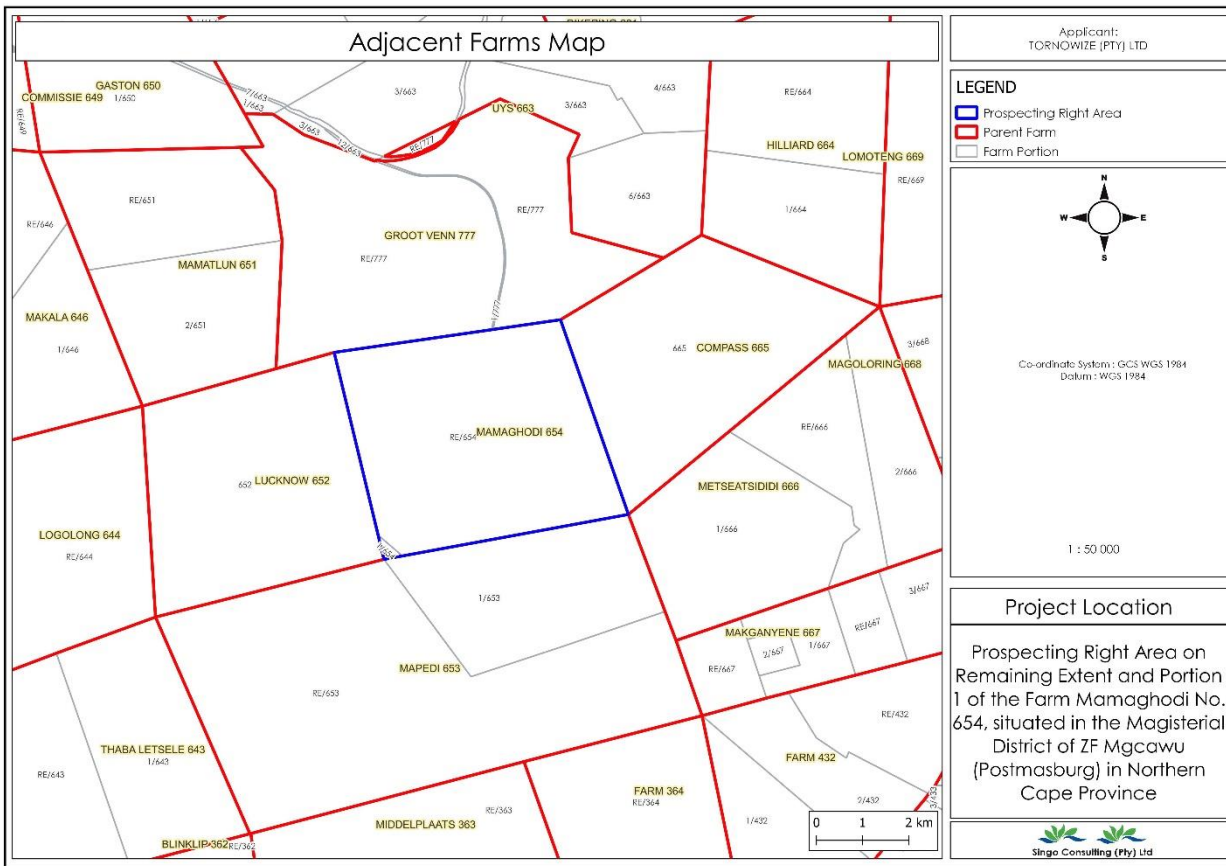 Adjacent Farms Map
GASTON 650
COMMISSIE 649
1/650
RE/649
7/663
1/663
3/663
3/663
12/663
RE/777
UYS 663
3/663
4/663
6/663
RE/664
HILLIARD 664
LOMOTENG 669
RE/669
1/664
RE/651
RE/646
MAMATLUN 651
GROOT VENN 777
RE/777
RE/777
MAKALA 646
1/646
2/651
665
COMPASS 665
3/668
MAGOLORING 668
RE/654
MAMAGHODI 654
RE/666
2/666
652
LUCKNOW 652
METSEATSIDIDI 666
1/666
LOGOLONG 644
RE/644
1/653
3/667
MAKGANYENE 667
RE/667
1/667
2/667
RE/667
MAPEDI 653
RE/653
RE/432
THABA LETSELE 643
1/643
RE/643
FARM 432
FARM 364
RE/364
RE/363
MIDDELPLAATS 363
2/432
3/433
1/432
BLINKLIP 362
RE/362
0 1 2 km
Applicant:
TORNOWIZE (PTY) LTD
LEGEND
Prospecting Right Area
Parent Farm
Farm Portion
N
W E
S
Co-ordinate System : GCS WGS 1984
Datum : WGS 1984
1 : 50 000
Project Location
Prospecting Right Area on
Remaining Extent and Portion
1 of the Farm Mamaghodi No.
654, situated in the Magisterial
District of ZF Mgcawu
(Postmasburg) in Northern
Cape Province
Singo Consulting (Pty) Ltd